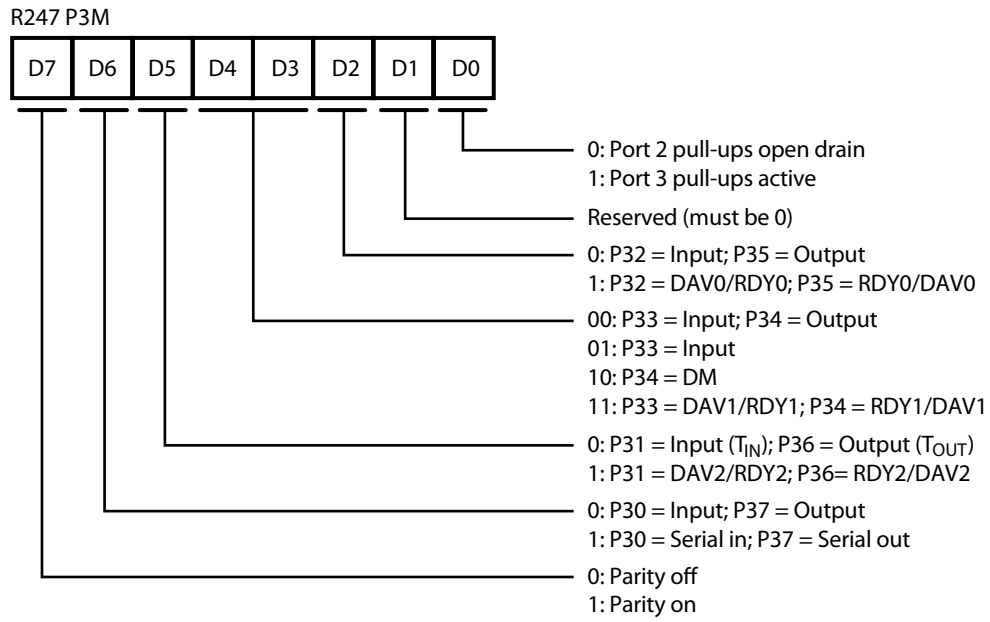 R247 P3M
D7 D6 D5 D4 D3 D2 D1 D0
0: Port 2 pull-ups open drain
1: Port 3 pull-ups active
Reserved (must be 0)
0: P32 = Input; P35 = Output
1: P32 = DAV0/RDY0; P35 = RDY0/DAV0
00: P33 = Input; P34 = Output
01: P33 = Input
10: P34 = DM
11: P33 = DAV1/RDY1; P34 = RDY1/DAV1
0: P31 = Input (TIN); P36 = Output (TOUT)
1: P31 = DAV2/RDY2; P36= RDY2/DAV2
0: P30 = Input; P37 = Output
1: P30 = Serial in; P37 = Serial out
0: Parity off
1: Parity on